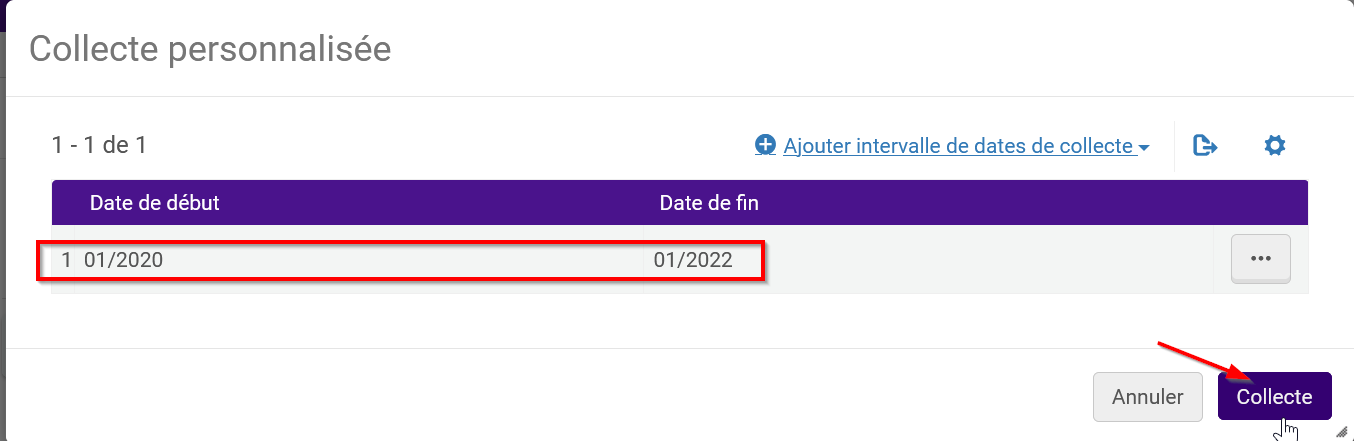 Collecte personnalisée
1 - 1 de 1
Ajouter intervalle de dates de collecte
Date de début Date de fin
1 01/2020 01/2022
Annuler Collecte